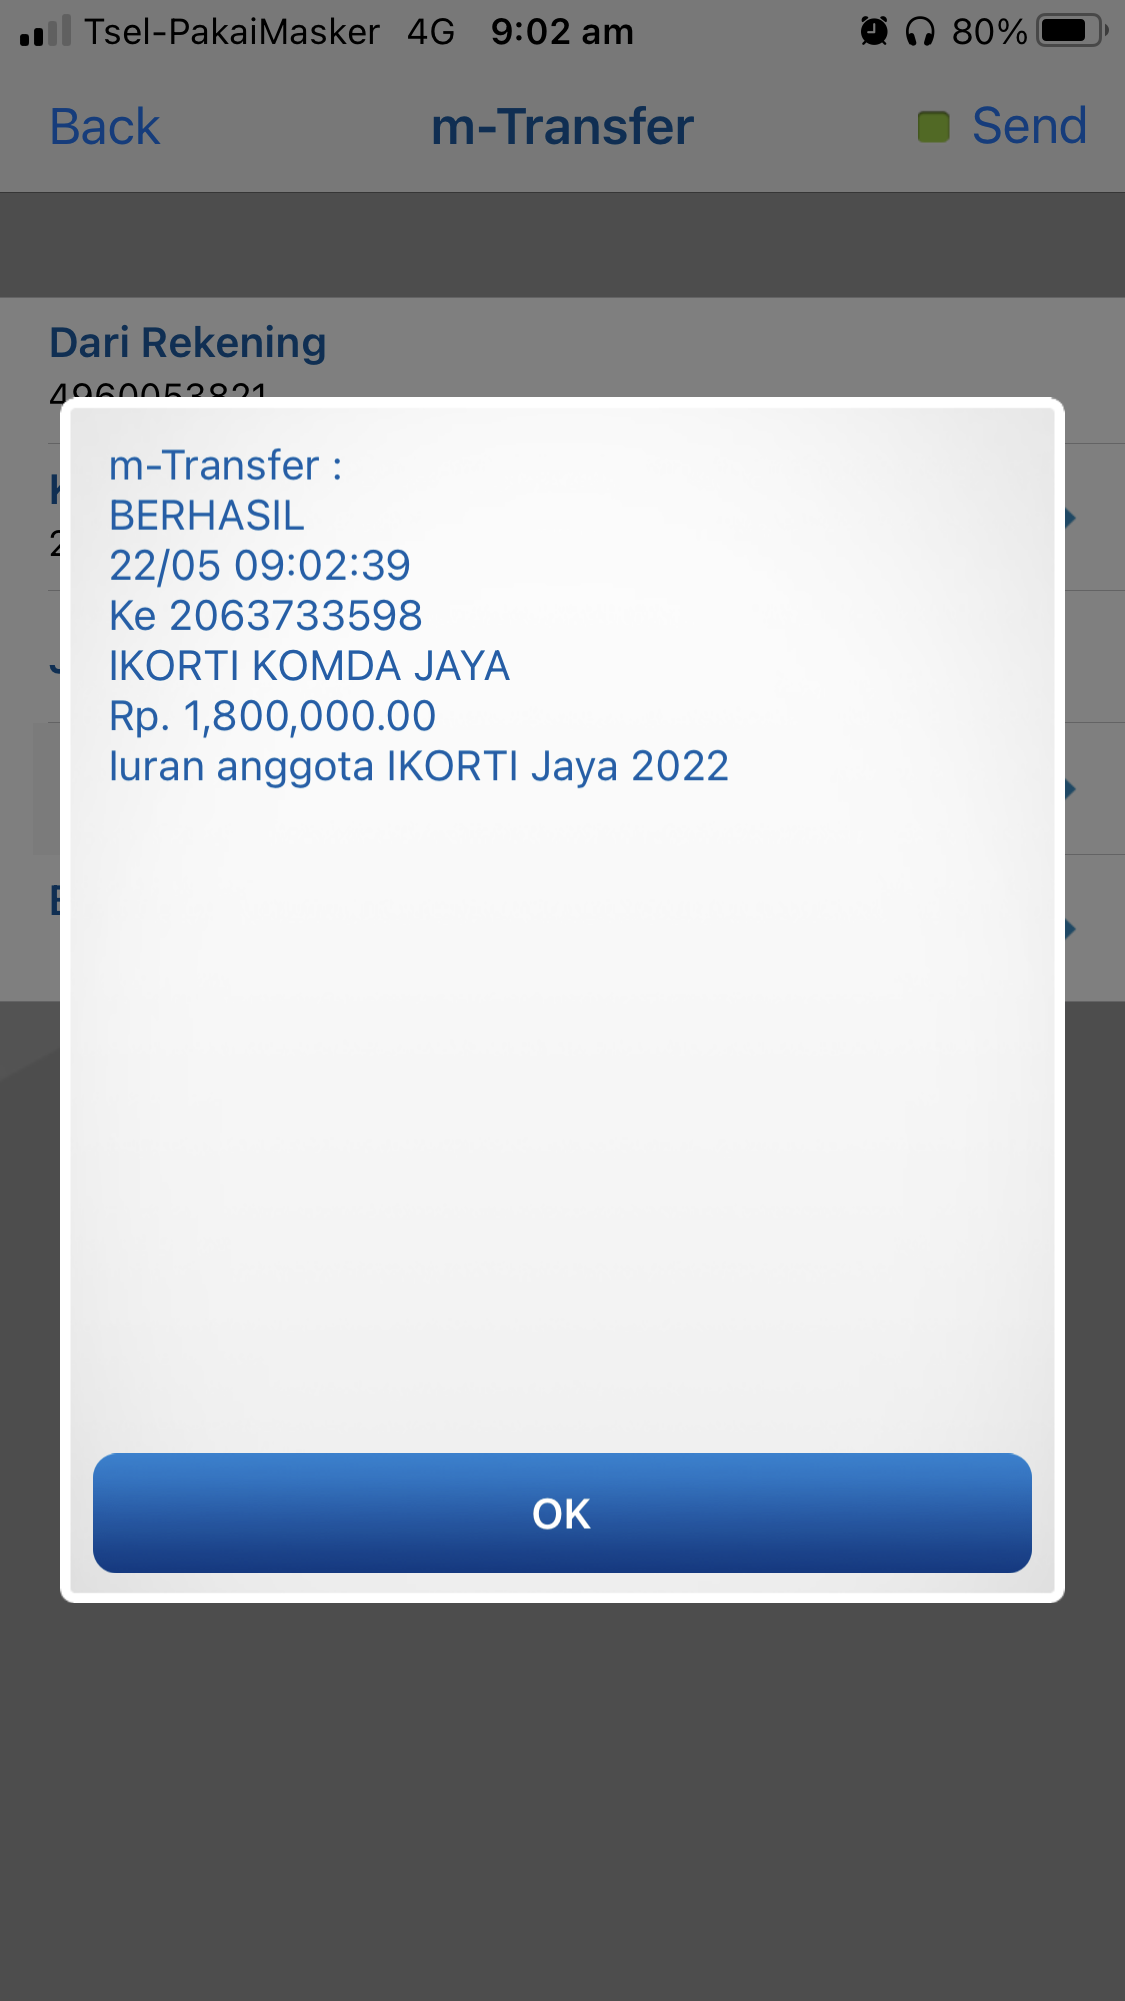 Tsel-PakaiMasker 4G 9:02 am 80%
Back m-Transfer Send
Dari Rekening
4960053821
m-Transfer :
BERHASIL
22/05 09:02:39
Ke 2063733598
IKORTI KOMDA JAYA
Rp. 1,800,000.00
Iuran anggota IKORTI Jaya 2022
OK